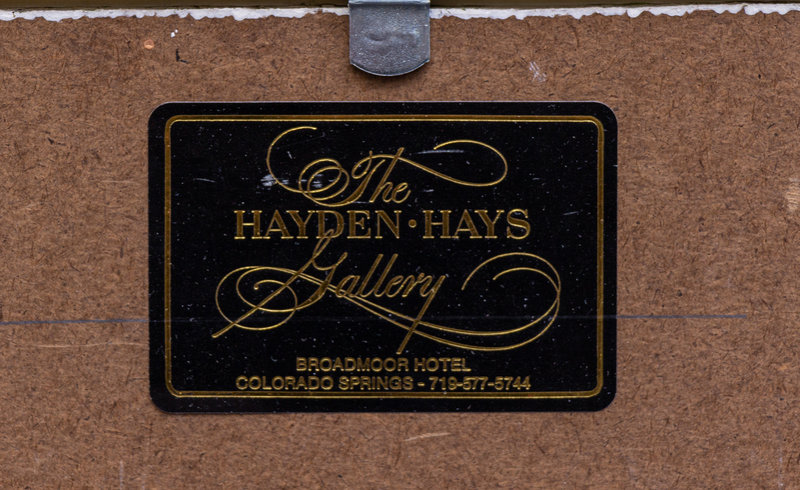 The
HAYDEN·HAYS
Gallery
BROADMOOR HOTEL
COLORADO SPRINGS - 719-577-5744